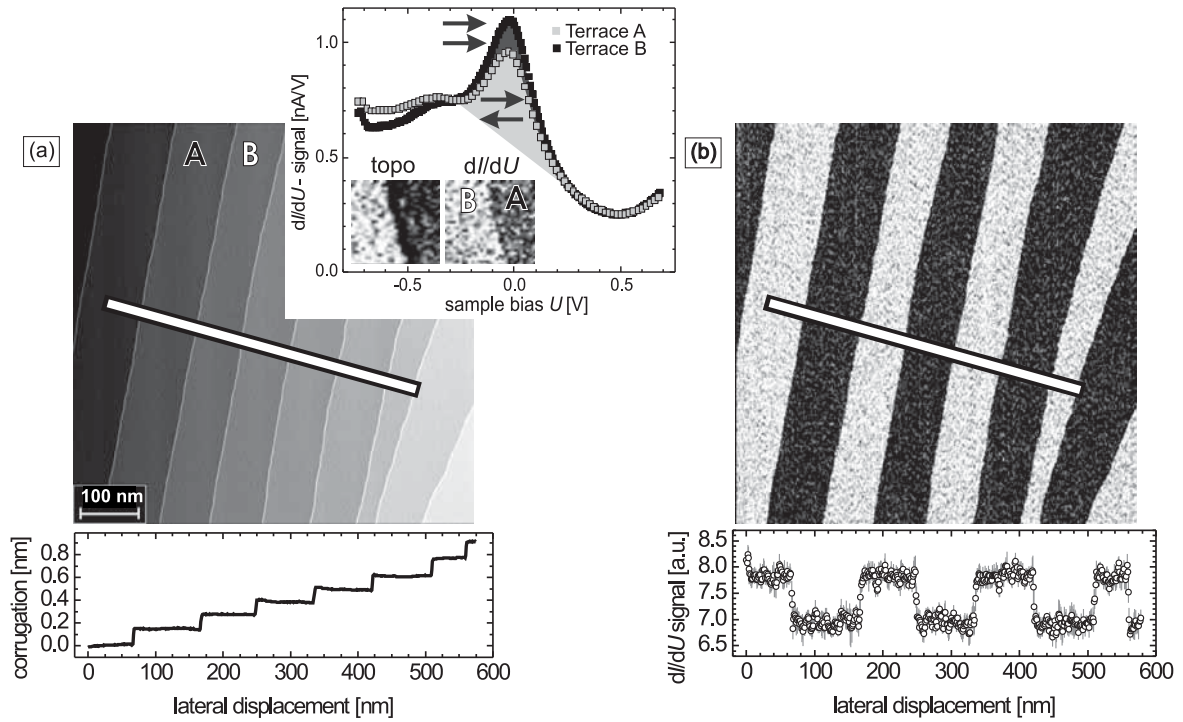 (a)
A
B
100 nm
corrugation [nm]
0.8
0.6
0.4
0.2
0.0
0
100
200
300
400
500
600
lateral displacement [nm]
dI/dU - signal [nA/V]
1.0
0.5
0.0
Terrace A
Terrace B
topo
dI/dU
B
A
-0.5
0.0
0.5
sample bias U [V]
(b)
dI/dU signal [a.u.]
8.5
8.0
7.0
6.5
0
100
200
300
400
500
600
lateral displacement [nm]